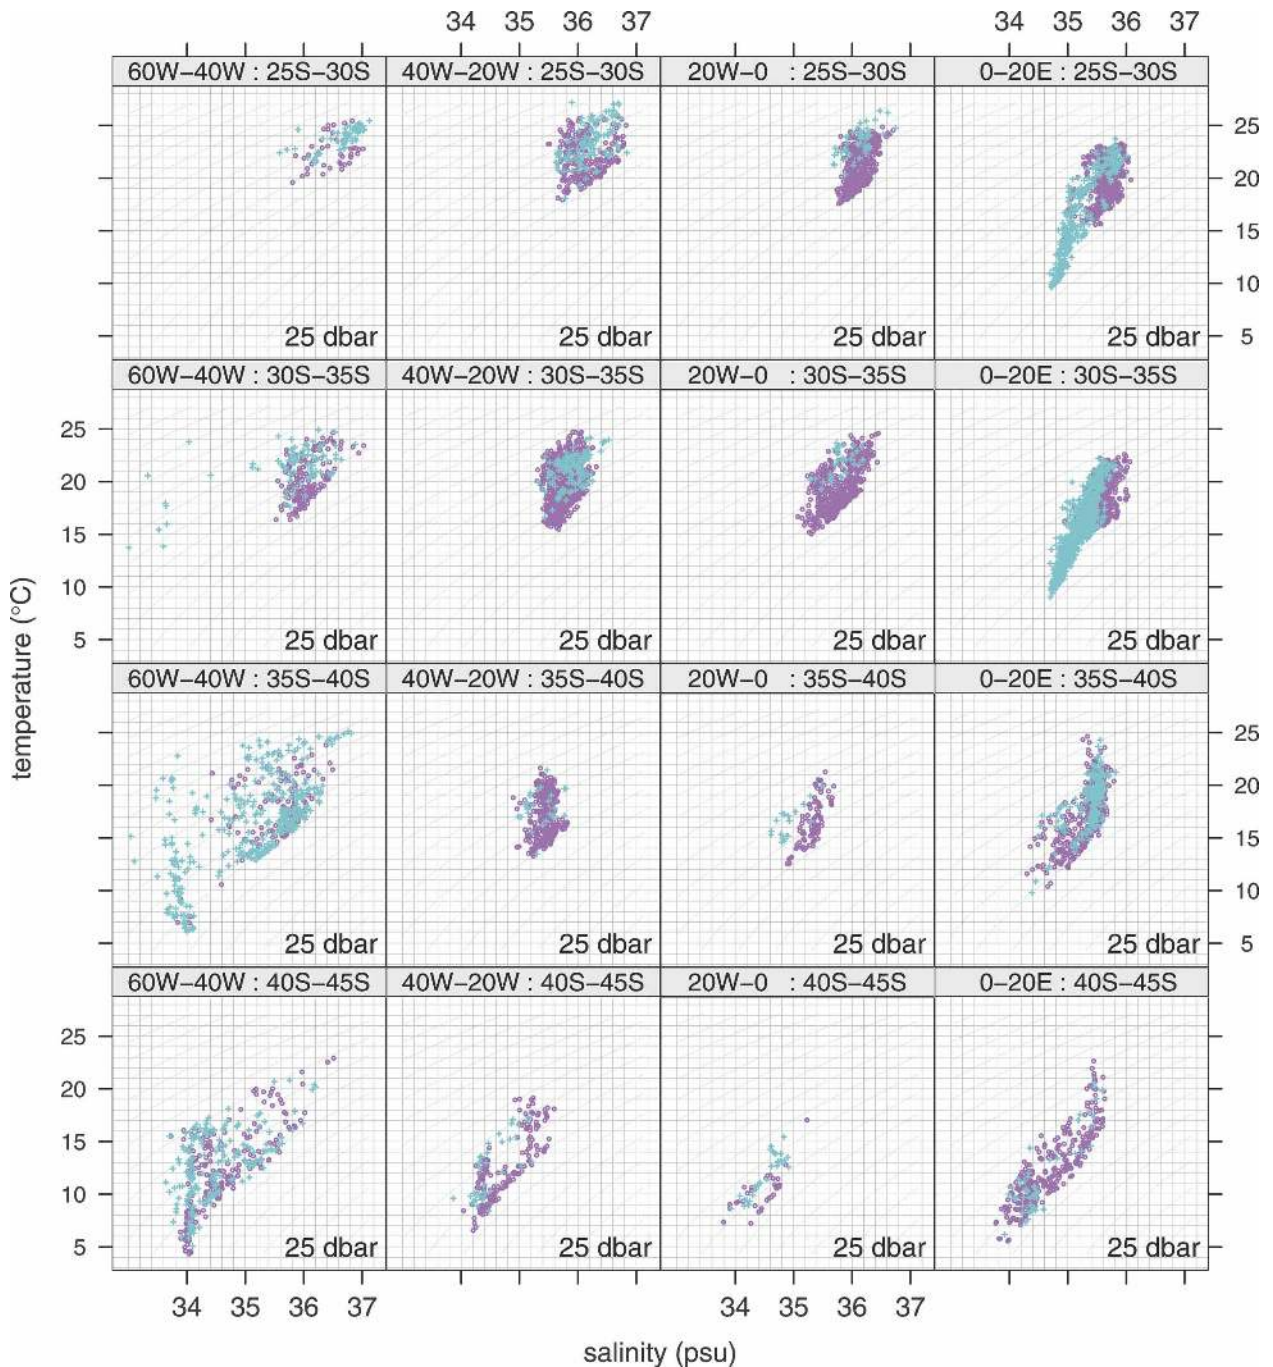 34 35 36 37 34 35 36 37
60W−40W : 25S−30S 40W−20W : 25S−30S 20W−0 : 25S−30S 0−20E : 25S−30S
25
20
15
10
5
25 dbar 25 dbar 25 dbar 25 dbar
60W−40W : 30S−35S 40W−20W : 30S−35S 20W−0 : 30S−35S 0−20E : 30S−35S
25
20
15
10
5
25 dbar 25 dbar 25 dbar 25 dbar
temperature (°C)
60W−40W : 35S−40S 40W−20W : 35S−40S 20W−0 : 35S−40S 0−20E : 35S−40S
25
20
15
10
5
25 dbar 25 dbar 25 dbar 25 dbar
60W−40W : 40S−45S 40W−20W : 40S−45S 20W−0 : 40S−45S 0−20E : 40S−45S
25
20
15
10
5
25 dbar 25 dbar 25 dbar 25 dbar
34 35 36 37 34 35 36 37
salinity (psu)